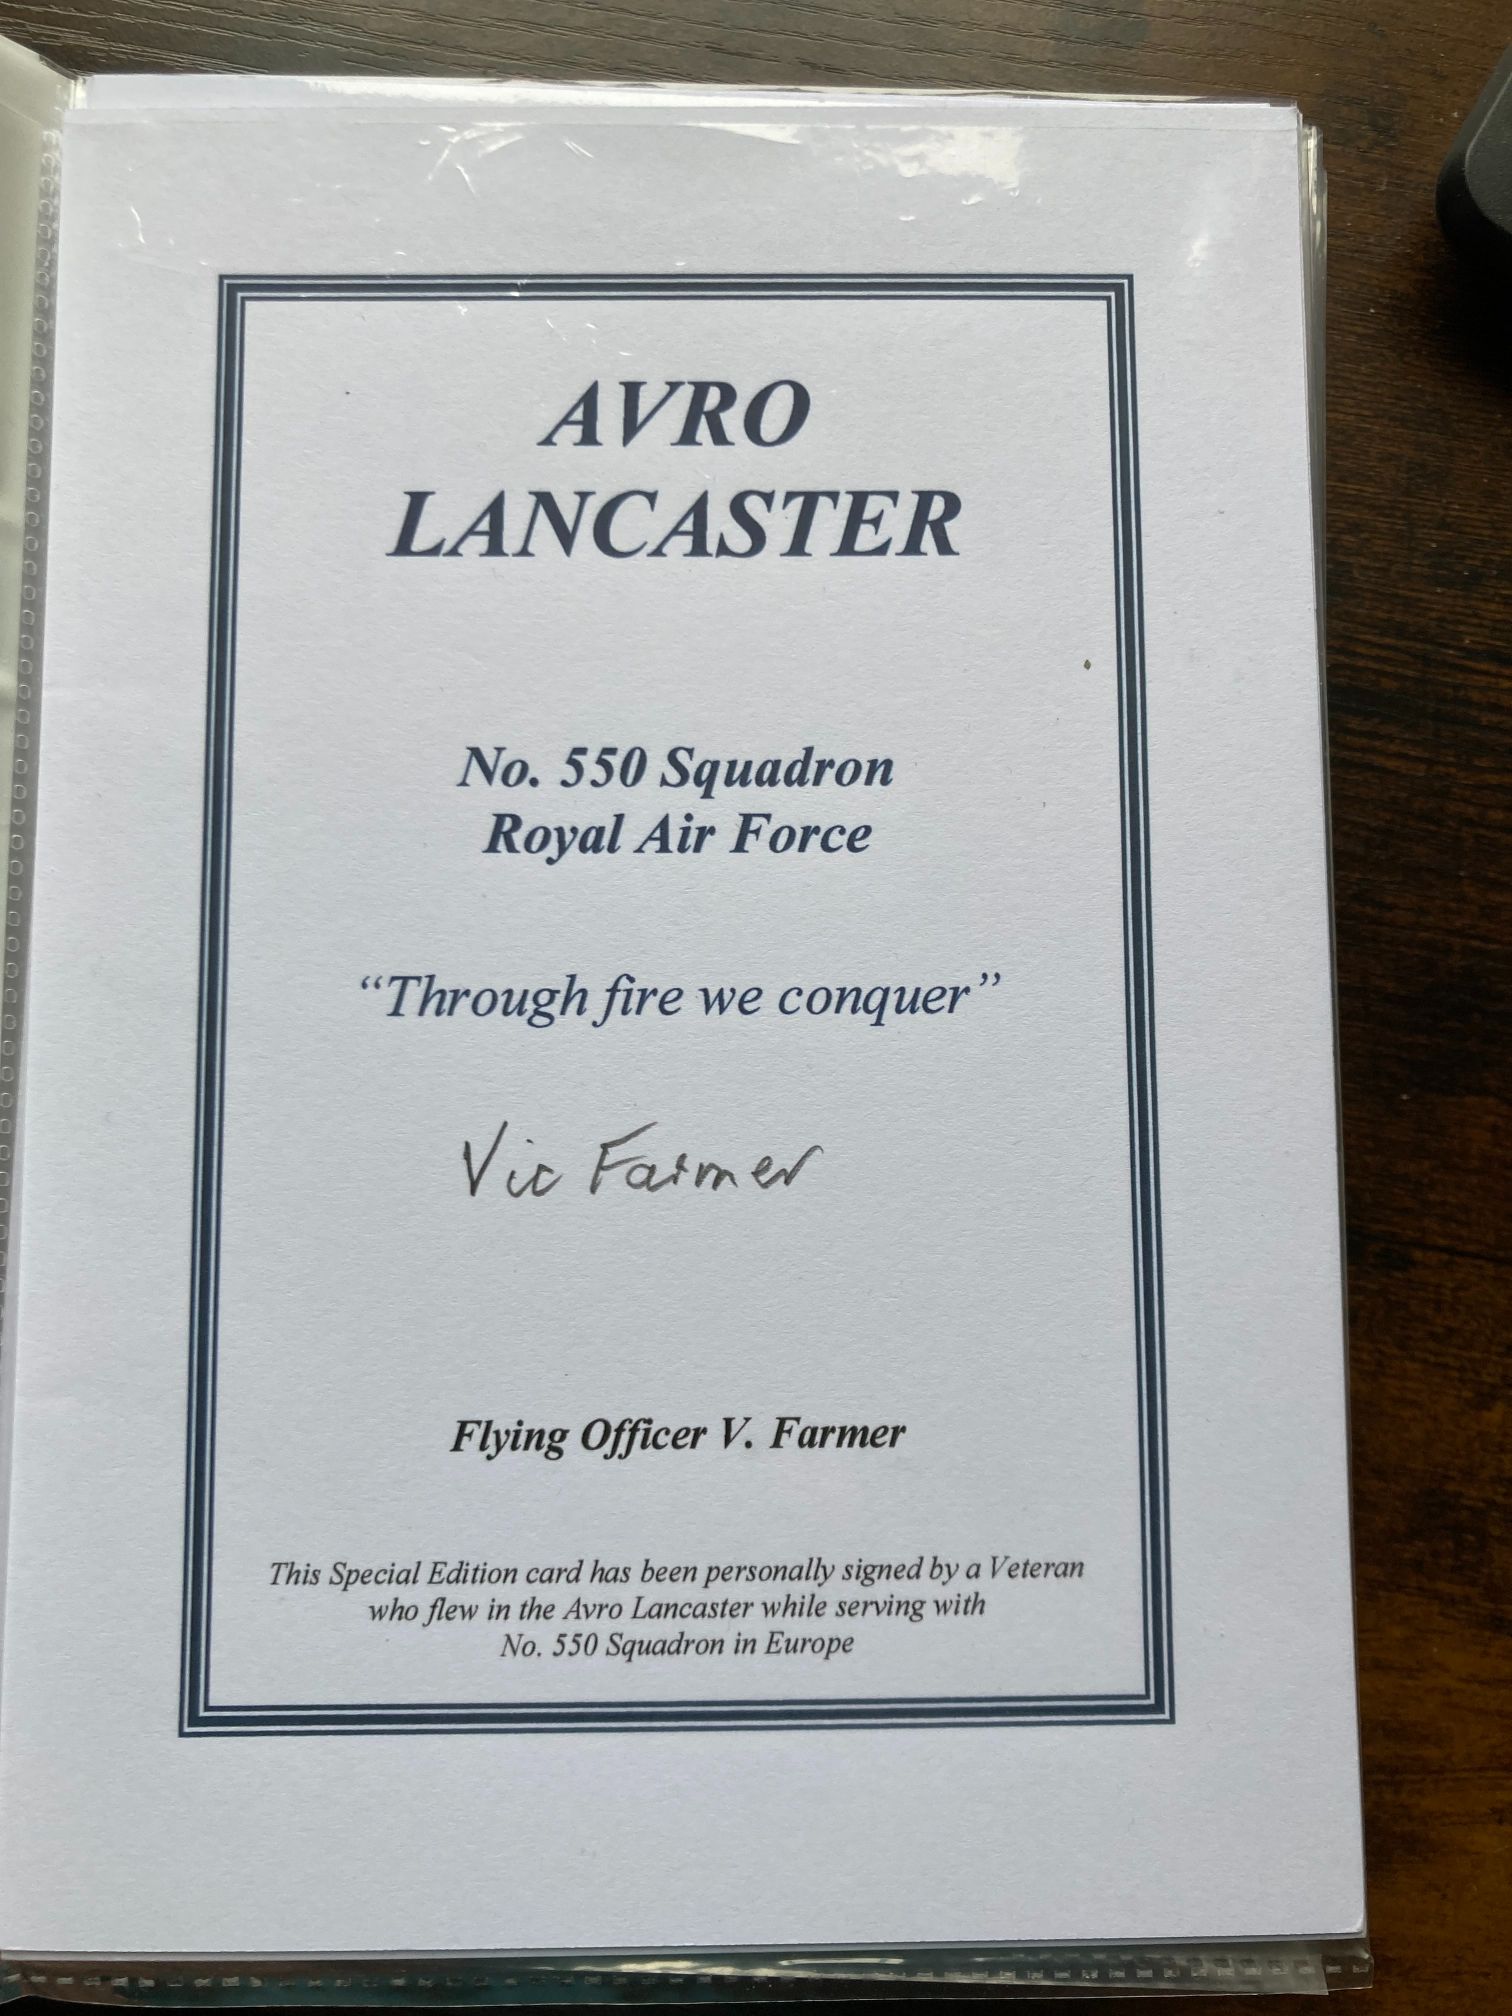 AVRO
LANCASTER
No. 550 Squadron
Royal Air Force
“Through fire we conquer”
Vic Farmer
Flying Officer V. Farmer
This Special Edition card has been personally signed by a Veteran
who flew in the Avro Lancaster while serving with
No. 550 Squadron in Europe